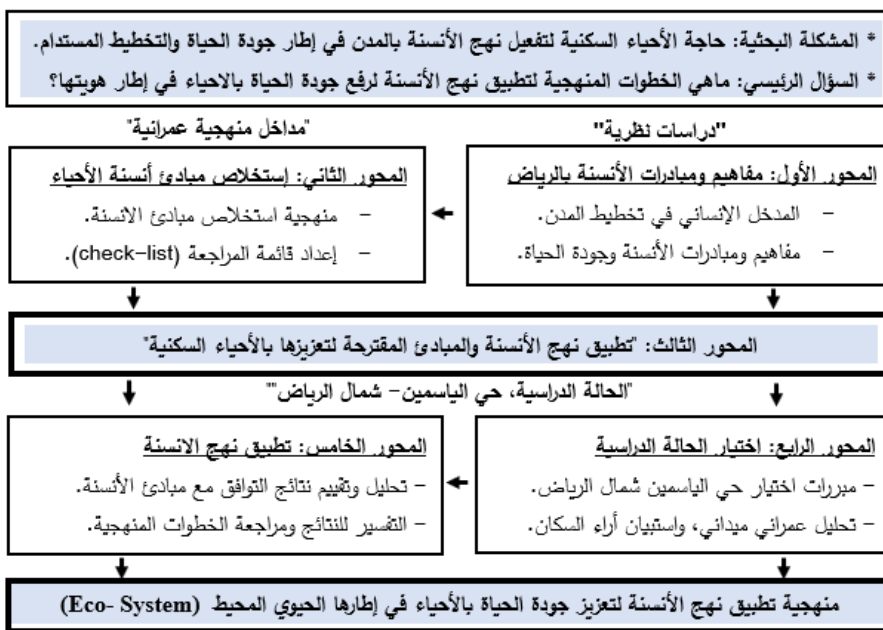 * المشكلة البحثية: حاجة الأحياء السكنية لتفعيل نهج الأنسنة بالمدن في إطار جودة الحياة والتخطيط المستدام.
* السؤال الرئيسي: ماهي الخطوات المنهجية لتطبيق نهج الأنسنة لرفع جودة الحياة بالاحياء في إطار هويتها؟
"دراسات نظرية"
"مداخل منهجية عمرانية"
المحور الأول: مفاهيم ومبادرات الأنسنة بالرياض
– المدخل الإنساني في تخطيط المدن.
– مفاهيم ومبادرات الأنسنة وجودة الحياة.
المحور الثاني: إستخلاص مبادئ أنسنة الأحياء
– منهجية استخلاص مبادئ الانسنة.
– إعداد قائمة المراجعة (check-list).
المحور الثالث: "تطبيق نهج الأنسنة والمبادئ المقترحة لتعزيزها بالأحياء السكنية"
"الحالة الدراسية، حي الياسمين– شمال الرياض""
المحور الرابع: اختيار الحالة الدراسية
– مبررات اختيار حي الياسمين شمال الرياض.
– تحليل عمراني ميداني، واستبيان أراء السكان.
المحور الخامس: تطبيق نهج الانسنة
– تحليل وتقييم نتائج التوافق مع مبادئ الأنسنة.
– التفسير للنتائج ومراجعة الخطوات المنهجية.
منهجية تطبيق نهج الأنسنة لتعزيز جودة الحياة بالأحياء في إطارها الحيوي المحيط (Eco- System)